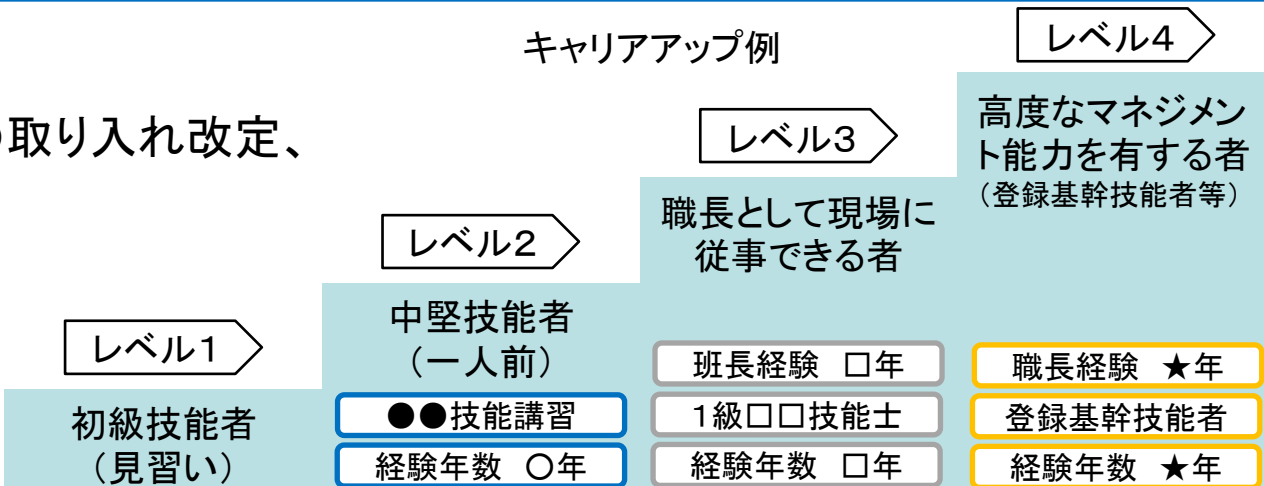 キャリアアップ例
の取り入れ改定、
レベル1
初級技能者
（見習い）
レベル2
中堅技能者
（一人前）
●●技能講習
経験年数　〇年
レベル3
職長として現場に
従事できる者
班長経験　□年
１級□□技能士
経験年数　□年
レベル4
高度なマネジメン
ト能力を有する者
（登録基幹技能者等）
職長経験　★年
登録基幹技能者
経験年数　★年